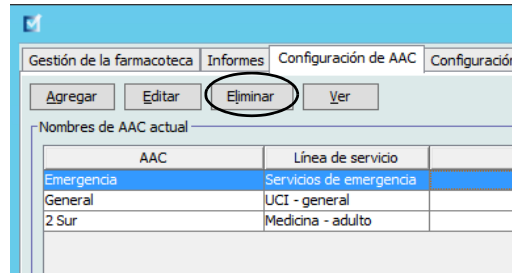 Gestión de la farmacoteca Informes Configuración de AAC Configuración
Agregar Editar Eliminar Ver
Nombres de AAC actual
AAC Línea de servicio
Emergencia Servicios de emergencia
General UCI - general
2 Sur Medicina - adulto